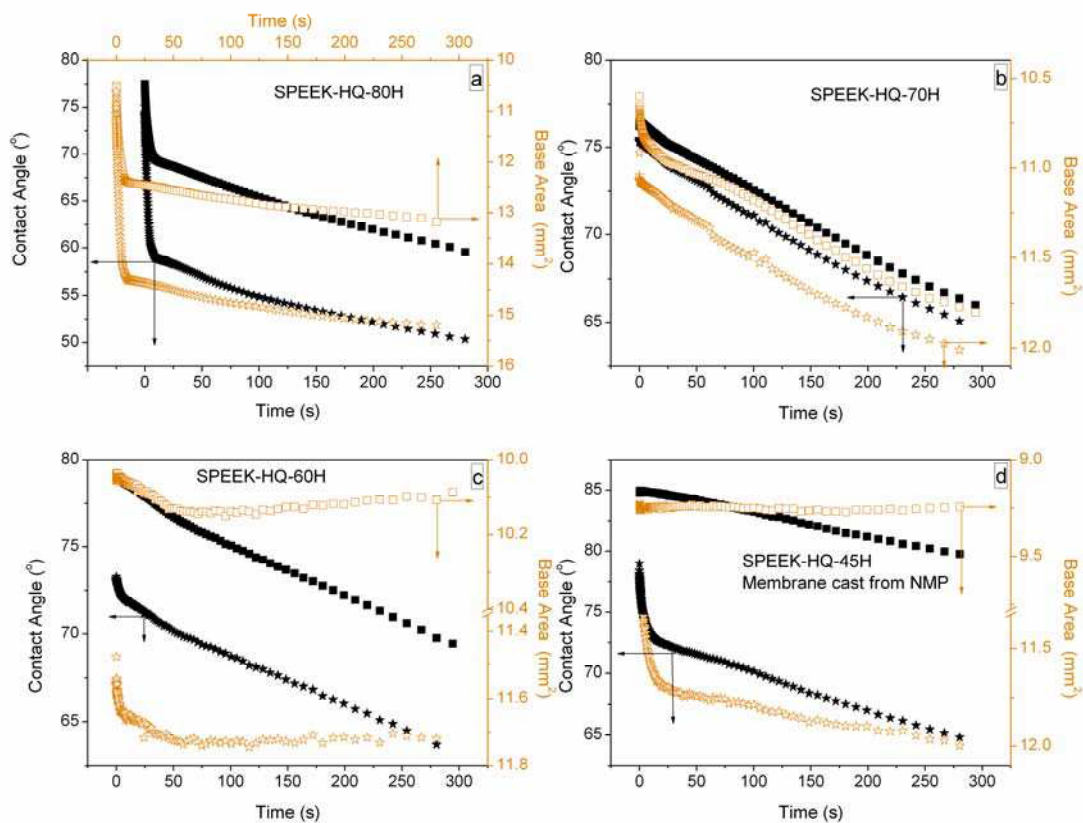 Time (s)
0 50 100 150 200 250 300
a
SPEEK-HQ-80H
Contact Angle (°)
80
75
70
65
60
55
50
10
11
12
13
14
15
16
Base Area (mm²)
0 50 100 150 200 250 300
Time (s)
b
SPEEK-HQ-70H
Contact Angle (°)
80
75
70
65
10.5
11.0
11.5
12.0
Base Area (mm²)
0 50 100 150 200 250 300
Time (s)
c
SPEEK-HQ-60H
Contact Angle (°)
80
75
70
65
10.0
10.2
10.4
11.4
11.6
11.8
Base Area (mm²)
0 50 100 150 200 250 300
Time (s)
d
SPEEK-HQ-45H
Membrane cast from NMP
Contact Angle (°)
85
80
75
70
65
9.0
9.5
11.5
12.0
Base Area (mm²)
0 50 100 150 200 250 300
Time (s)